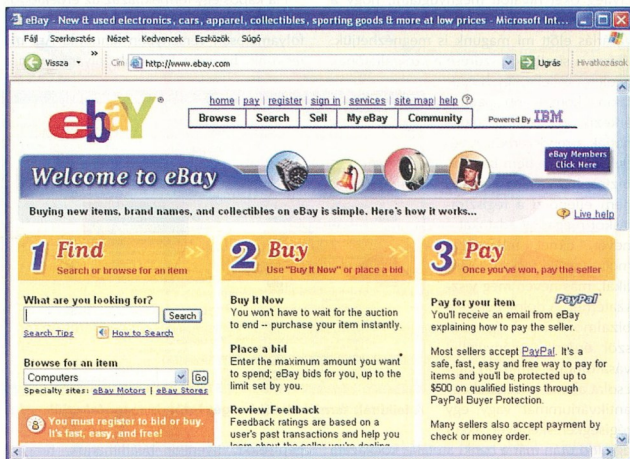 eBay - New & used electronics, cars, apparel, collectibles, sporting goods & more at low prices - Microsoft Int...
Fájl Szerkesztés Nézet Kedvencek Eszközök Súgó
Vissza » Cím http://www.ebay.com Ugrás Hivatkozások
ebaY®
home | pay | register | sign in | services | site map | help ?
Browse Search Sell My eBay Community Powered By IBM
Welcome to eBay
eBay Members
Click Here
Buying new items, brand names, and collectibles on eBay is simple. Here's how it works...
Live help
1 Find >>
Search or browse for an item
What are you looking for?
Search
Search Tips How to Search
Browse for an item
Computers Go
Specialty sites: eBay Motors | eBay Stores
You must register to bid or buy.
It's fast, easy, and free!
2 Buy >>
Use "Buy It Now" or place a bid
Buy It Now
You won't have to wait for the auction
to end -- purchase your item instantly.
Place a bid
Enter the maximum amount you want
to spend; eBay bids for you, up to the
limit set by you.
Review Feedback
Feedback ratings are based on a
user's past transactions and help you
learn about the seller you're dealing
3 Pay
Once you've won, pay the seller
Pay for your item PayPal
You'll receive an email from eBay
explaining how to pay the seller.
Most sellers accept PayPal. It's a
safe, fast, easy and free way to pay for
items and you'll be protected up to
$500 on qualified listings through
PayPal Buyer Protection.
Many sellers also accept payment by
check or money order.